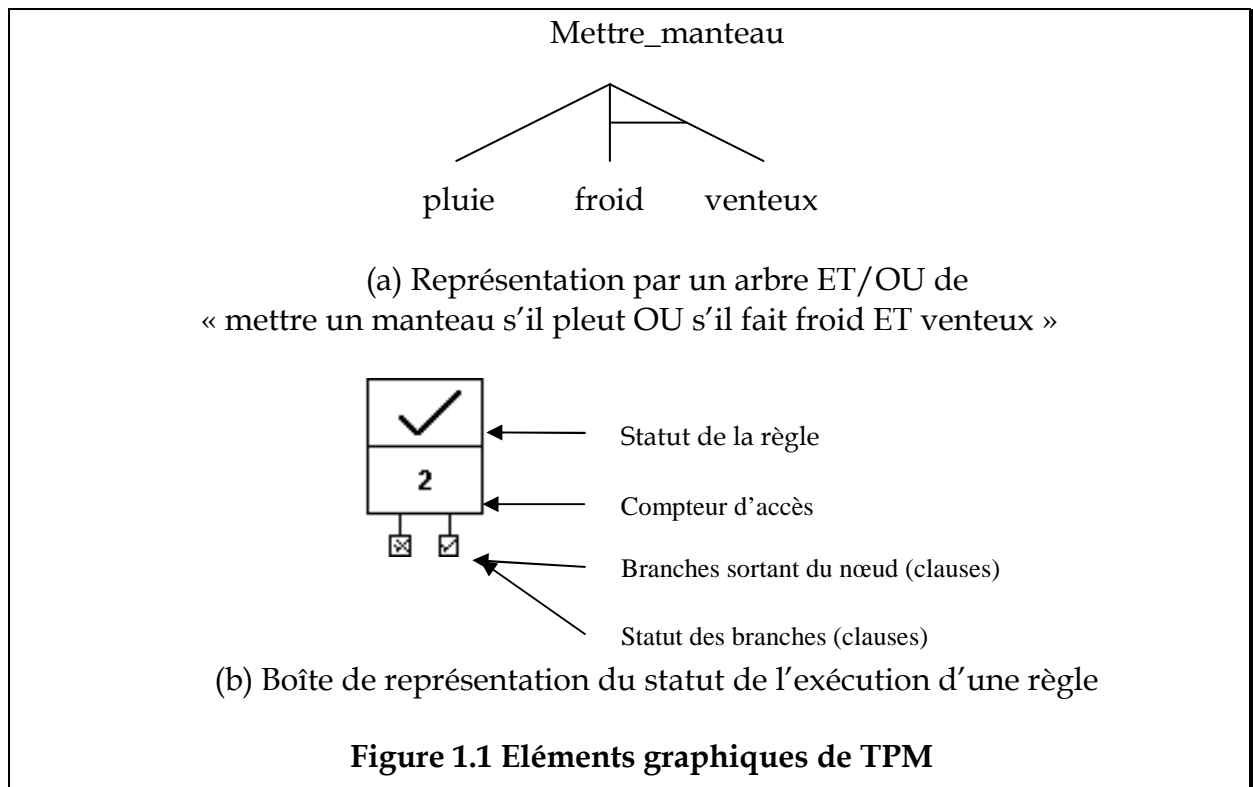 Mettre_manteau
pluie froid venteux
(a) Représentation par un arbre ET/OU de
« mettre un manteau s’il pleut OU s’il fait froid ET venteux »
Statut de la règle
2
Compteur d’accès
Branches sortant du nœud (clauses)
Statut des branches (clauses)
(b) Boîte de représentation du statut de l’exécution d’une règle
Figure 1.1 Eléments graphiques de TPM